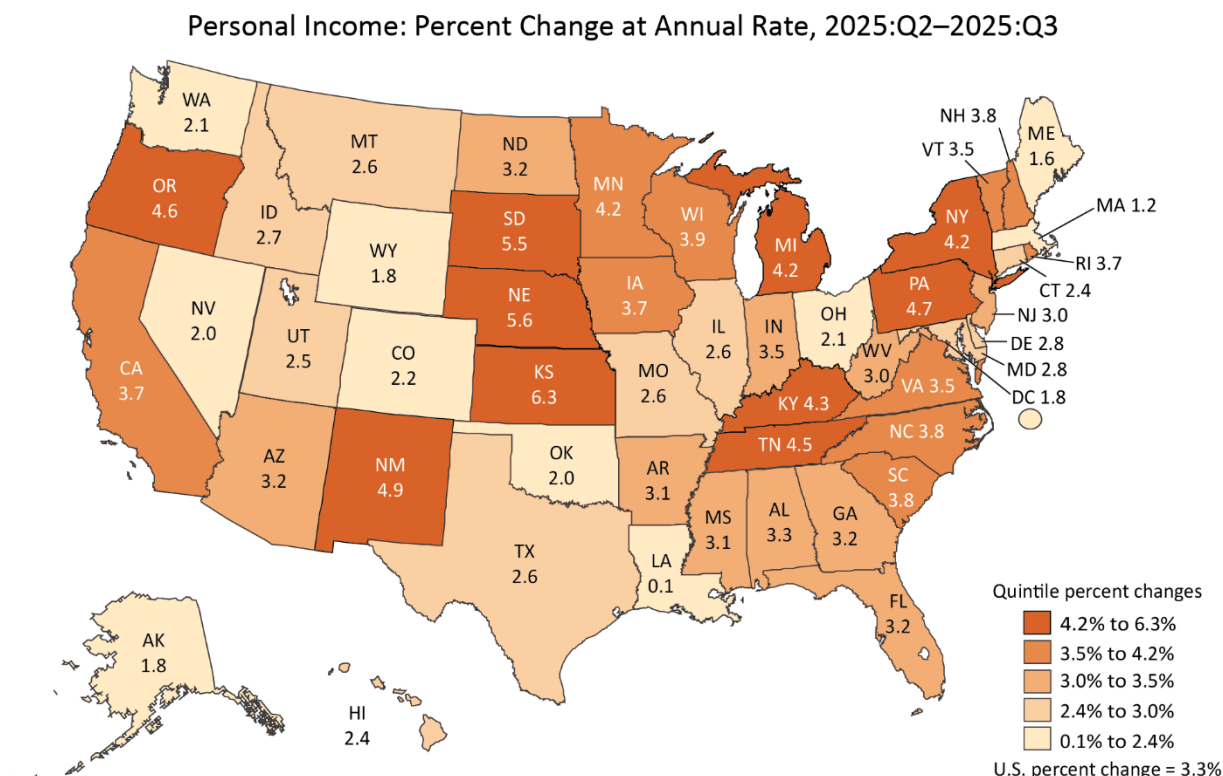 Personal Income: Percent Change at Annual Rate, 2025:Q2–2025:Q3
WA
2.1
OR
4.6
CA
3.7
NV
2.0
ID
2.7
MT
2.6
WY
1.8
UT
2.5
CO
2.2
AZ
3.2
NM
4.9
ND
3.2
SD
5.5
NE
5.6
KS
6.3
OK
2.0
TX
2.6
MN
4.2
IA
3.7
MO
2.6
AR
3.1
LA
0.1
WI
3.9
IL
2.6
MI
4.2
IN
3.5
OH
2.1
KY 4.3
TN 4.5
MS
3.1
AL
3.3
GA
3.2
FL
3.2
SC
3.8
NC 3.8
VA 3.5
WV
3.0
PA
4.7
NY
4.2
VT 3.5
NH 3.8
ME
1.6
MA 1.2
RI 3.7
CT 2.4
NJ 3.0
DE 2.8
MD 2.8
DC 1.8
AK
1.8
HI
2.4
Quintile percent changes
4.2% to 6.3%
3.5% to 4.2%
3.0% to 3.5%
2.4% to 3.0%
0.1% to 2.4%
U.S. percent change = 3.3%